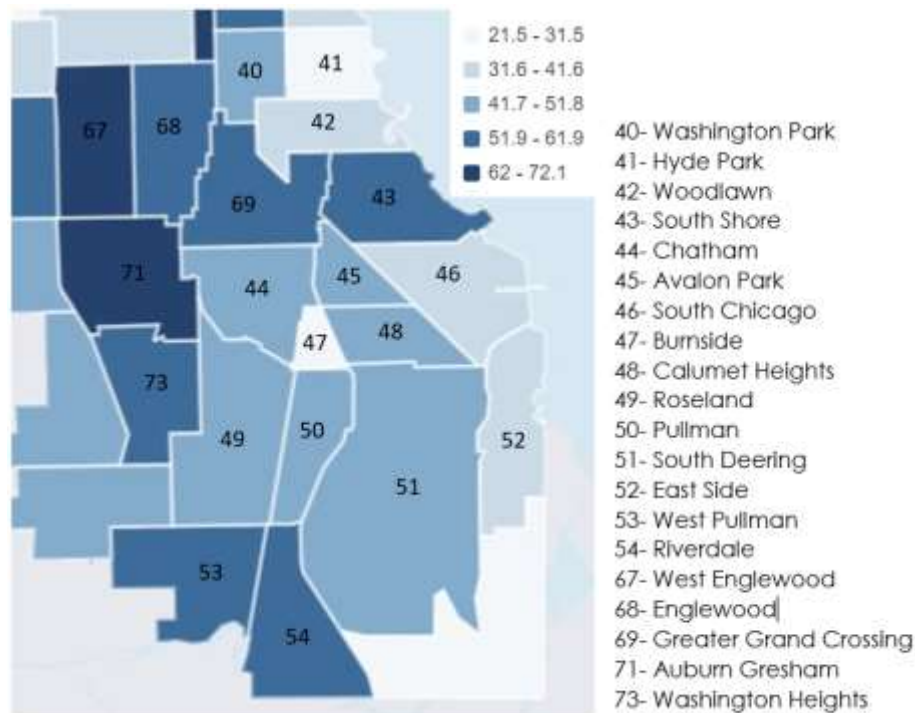 21.5 - 31.5
31.6 - 41.6
41.7 - 51.8
51.9 - 61.9
62 - 72.1
40
41
42
67
68
69
43
71
44
45
46
47
48
73
49
50
51
52
53
54
40- Washington Park
41- Hyde Park
42- Woodlawn
43- South Shore
44- Chatham
45- Avalon Park
46- South Chicago
47- Burnside
48- Calumet Heights
49- Roseland
50- Pullman
51- South Deering
52- East Side
53- West Pullman
54- Riverdale
67- West Englewood
68- Englewood
69- Greater Grand Crossing
71- Auburn Gresham
73- Washington Heights